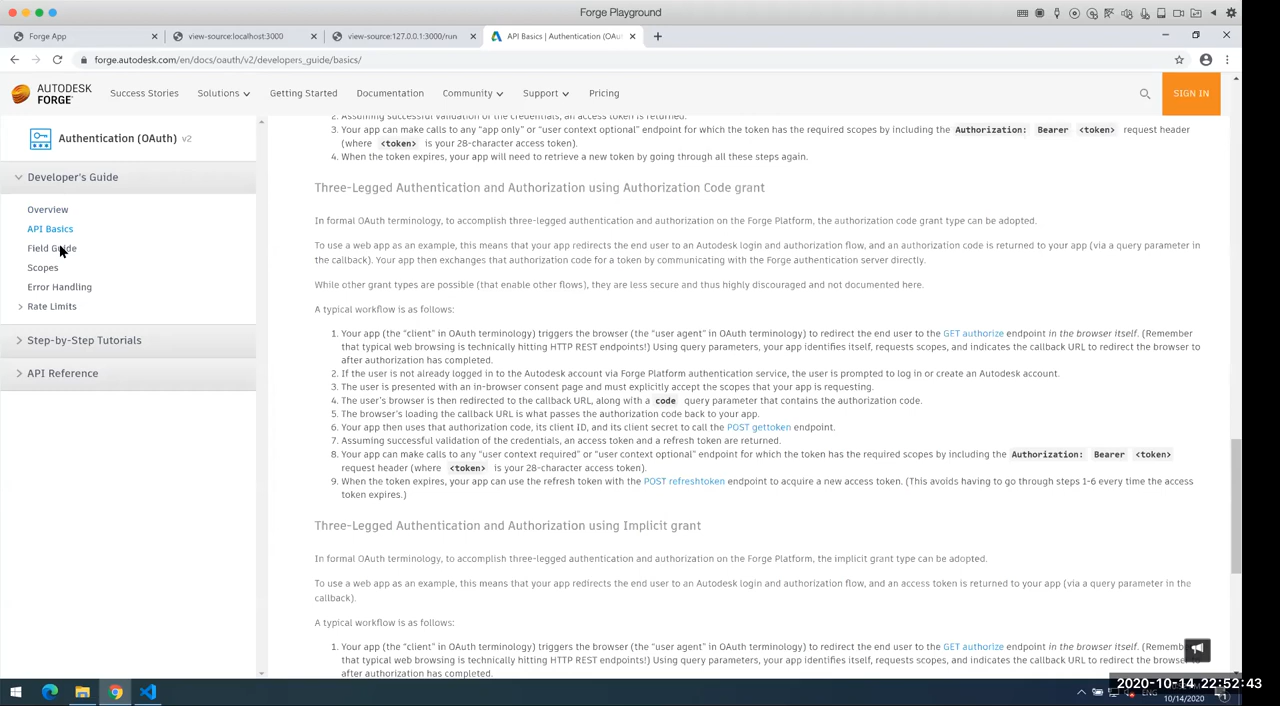 Forge Playground
Forge App
view-source:localhost:3000
view-source:127.0.0.1:3000/run
API Basics | Authentication (OAu
forge.autodesk.com/en/docs/oauth/v2/developers_guide/basics/
AUTODESK FORGE
Success Stories Solutions Getting Started Documentation Community Support Pricing
SIGN IN
Authentication (OAuth) v2
Developer's Guide
Overview
API Basics
Field Guide
Scopes
Error Handling
Rate Limits
Step-by-Step Tutorials
API Reference
2. Assuming successful validation of the credentials, an access token is returned.
3. Your app can make calls to any "app only" or "user context optional" endpoint for which the token has the required scopes by including the Authorization: Bearer <token> request header
(where <token> is your 28-character access token).
4. When the token expires, your app will need to retrieve a new token by going through all these steps again.
Three-Legged Authentication and Authorization using Authorization Code grant
In formal OAuth terminology, to accomplish three-legged authentication and authorization on the Forge Platform, the authorization code grant type can be adopted.
To use a web app as an example, this means that your app redirects the end user to an Autodesk login and authorization flow, and an authorization code is returned to your app (via a query parameter in
the callback). Your app then exchanges that authorization code for a token by communicating with the Forge authentication server directly.
While other grant types are possible (that enable other flows), they are less secure and thus highly discouraged and not documented here.
A typical workflow is as follows:
1. Your app (the "client" in OAuth terminology) triggers the browser (the "user agent" in OAuth terminology) to redirect the end user to the GET authorize endpoint in the browser itself. (Remember
that typical web browsing is technically hitting HTTP REST endpoints!) Using query parameters, your app identifies itself, requests scopes, and indicates the callback URL to redirect the browser to
after authorization has completed.
2. If the user is not already logged in to the Autodesk account via Forge Platform authentication service, the user is prompted to log in or create an Autodesk account.
3. The user is presented with an in-browser consent page and must explicitly accept the scopes that your app is requesting.
4. The user's browser is then redirected to the callback URL, along with a code query parameter that contains the authorization code.
5. The browser's loading the callback URL is what passes the authorization code back to your app.
6. Your app then uses that authorization code, its client ID, and its client secret to call the POST gettoken endpoint.
7. Assuming successful validation of the credentials, an access token and a refresh token are returned.
8. Your app can make calls to any "user context required" or "user context optional" endpoint for which the token has the required scopes by including the Authorization: Bearer <token>
request header (where <token> is your 28-character access token).
9. When the token expires, your app can use the refresh token with the POST refreshtoken endpoint to acquire a new access token. (This avoids having to go through steps 1-6 every time the access
token expires.)
Three-Legged Authentication and Authorization using Implicit grant
In formal OAuth terminology, to accomplish three-legged authentication and authorization on the Forge Platform, the implicit grant type can be adopted.
To use a web app as an example, this means that your app redirects the end user to an Autodesk login and authorization flow, and an access token is returned to your app (via a query parameter in the
callback).
A typical workflow is as follows:
1. Your app (the "client" in OAuth terminology) triggers the browser (the "user agent" in OAuth terminology) to redirect the end user to the GET authorize endpoint in the browser itself. (Remember
that typical web browsing is technically hitting HTTP REST endpoints!) Using query parameters, your app identifies itself, requests scopes, and indicates the callback URL to redirect the browser to
after authorization has completed.
2020-10-14 22:52:43
ENG
10/14/2020